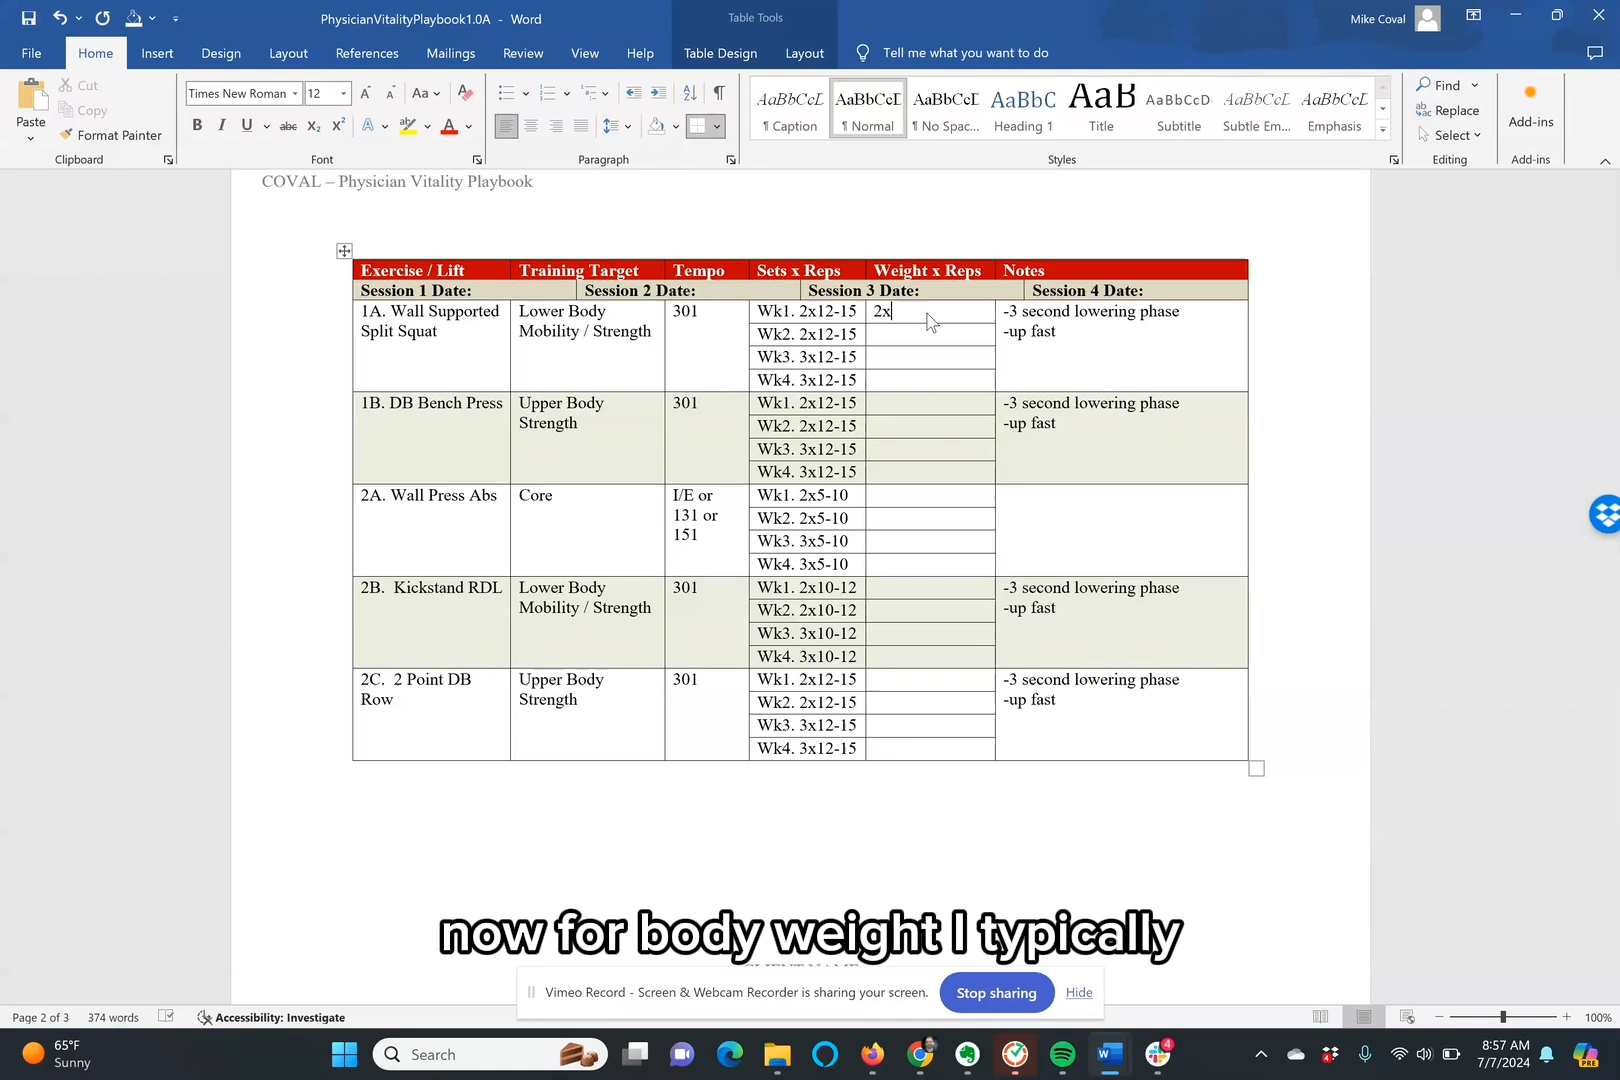 PhysicianVitalityPlaybook1.0A - Word
Table Tools
Mike Coval
File
Home
Insert
Design
Layout
References
Mailings
Review
View
Help
Table Design
Layout
Tell me what you want to do
Paste
Cut
Copy
Format Painter
Clipboard
Times New Roman
12
Font
Paragraph
AaBbCcD
¶ Caption
AaBbCcD
¶ Normal
AaBbCcD
¶ No Spac...
AaBbC
Heading 1
AaB
Title
AaBbCcD
Subtitle
AaBbCcD
Subtle Em...
AaBbCcD
Emphasis
Styles
Find
Replace
Select
Editing
Add-ins
Add-ins
COVAL – Physician Vitality Playbook
Exercise / Lift Training Target Tempo Sets x Reps Weight x Reps Notes
Session 1 Date: Session 2 Date: Session 3 Date: Session 4 Date:
1A. Wall Supported Lower Body 301 Wk1. 2x12-15 2x -3 second lowering phase
Split Squat Mobility / Strength Wk2. 2x12-15 -up fast
Wk3. 3x12-15
Wk4. 3x12-15
1B. DB Bench Press Upper Body 301 Wk1. 2x12-15 -3 second lowering phase
Strength Wk2. 2x12-15 -up fast
Wk3. 3x12-15
Wk4. 3x12-15
2A. Wall Press Abs Core I/E or Wk1. 2x5-10
131 or Wk2. 2x5-10
151 Wk3. 3x5-10
Wk4. 3x5-10
2B. Kickstand RDL Lower Body 301 Wk1. 2x10-12 -3 second lowering phase
Mobility / Strength Wk2. 2x10-12 -up fast
Wk3. 3x10-12
Wk4. 3x10-12
2C. 2 Point DB Upper Body 301 Wk1. 2x12-15 -3 second lowering phase
Row Strength Wk2. 2x12-15 -up fast
Wk3. 3x12-15
Wk4. 3x12-15
now for body weight I typically
Vimeo Record - Screen & Webcam Recorder is sharing your screen.
Stop sharing
Hide
Page 2 of 3
374 words
Accessibility: Investigate
100%
65°F
Sunny
Search
4
8:57 AM
7/7/2024
PRE